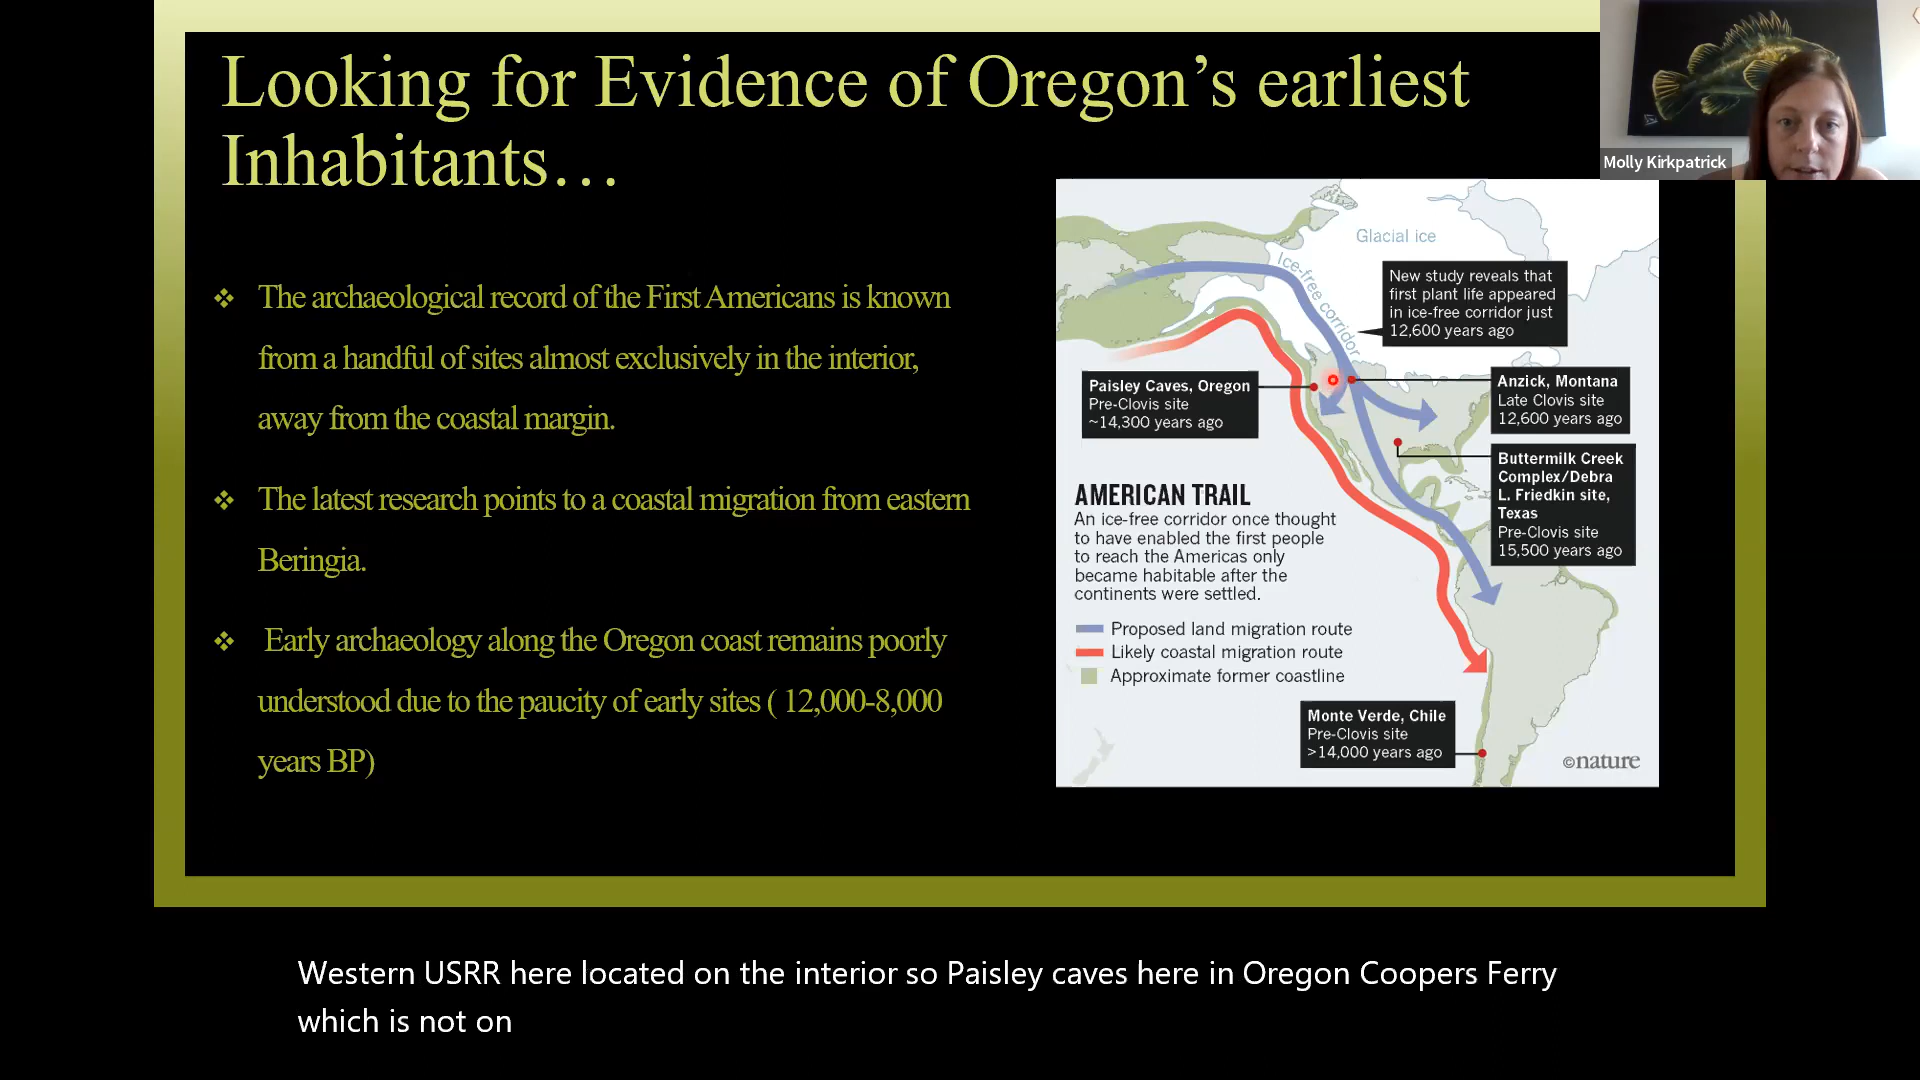 Looking for Evidence of Oregon's earliest
Inhabitants…
Molly Kirkpatrick
❖ The archaeological record of the First Americans is known
from a handful of sites almost exclusively in the interior,
away from the coastal margin.
❖ The latest research points to a coastal migration from eastern
Beringia.
❖ Early archaeology along the Oregon coast remains poorly
understood due to the paucity of early sites ( 12,000-8,000
years BP)
Glacial ice
Ice-free corridor
New study reveals that
first plant life appeared
in ice-free corridor just
12,600 years ago
Paisley Caves, Oregon
Pre-Clovis site
~14,300 years ago
Anzick, Montana
Late Clovis site
12,600 years ago
Buttermilk Creek
Complex/Debra
L. Friedkin site,
Texas
Pre-Clovis site
15,500 years ago
AMERICAN TRAIL
An ice-free corridor once thought
to have enabled the first people
to reach the Americas only
became habitable after the
continents were settled.
Proposed land migration route
Likely coastal migration route
Approximate former coastline
Monte Verde, Chile
Pre-Clovis site
>14,000 years ago
©nature
Western USRR here located on the interior so Paisley caves here in Oregon Coopers Ferry
which is not on